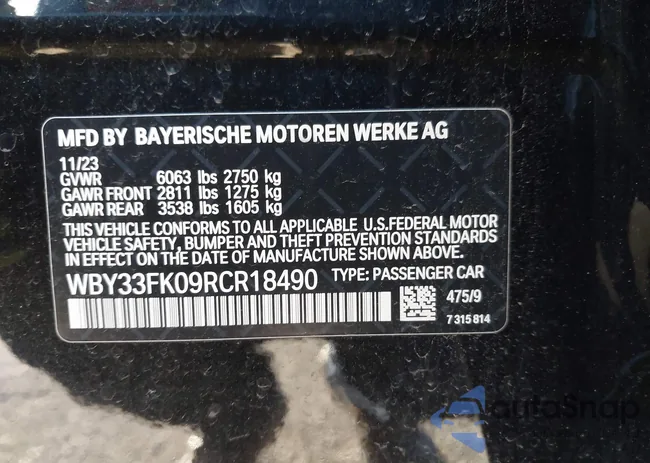 MFD BY BAYERISCHE MOTOREN WERKE AG
11/23
GVWR 6063 lbs 2750 kg
GAWR FRONT 2811 lbs 1275 kg
GAWR REAR 3538 lbs 1605 kg
THIS VEHICLE CONFORMS TO ALL APPLICABLE U.S.FEDERAL MOTOR
VEHICLE SAFETY, BUMPER AND THEFT PREVENTION STANDARDS
IN EFFECT ON THE DATE OF MANUFACTURE SHOWN ABOVE.
WBY33FK09RCR18490 TYPE: PASSENGER CAR
475/9
7 315 814
autoSnap